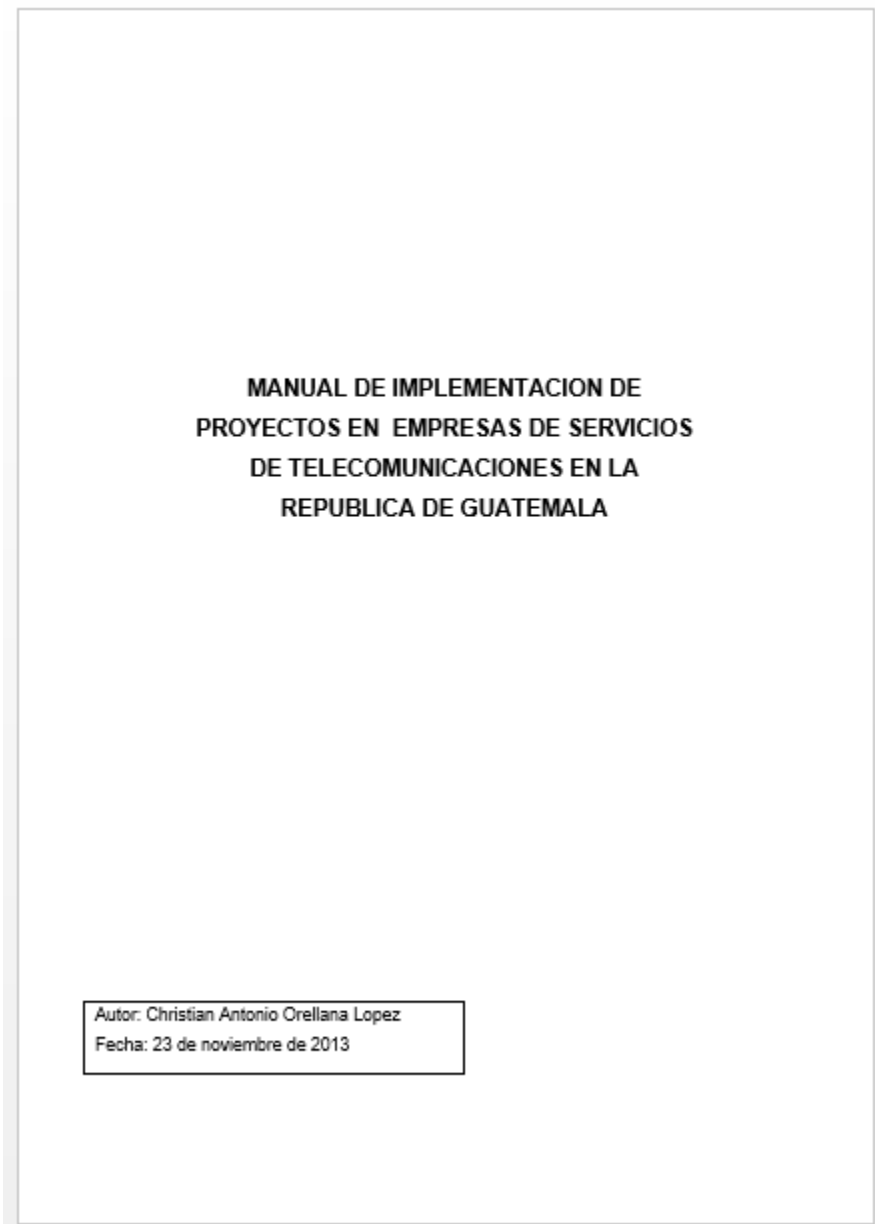 MANUAL DE IMPLEMENTACION DE
PROYECTOS EN  EMPRESAS DE SERVICIOS
DE TELECOMUNICACIONES EN LA
REPUBLICA DE GUATEMALA
Autor: Christian Antonio Orellana Lopez
Fecha: 23 de noviembre de 2013